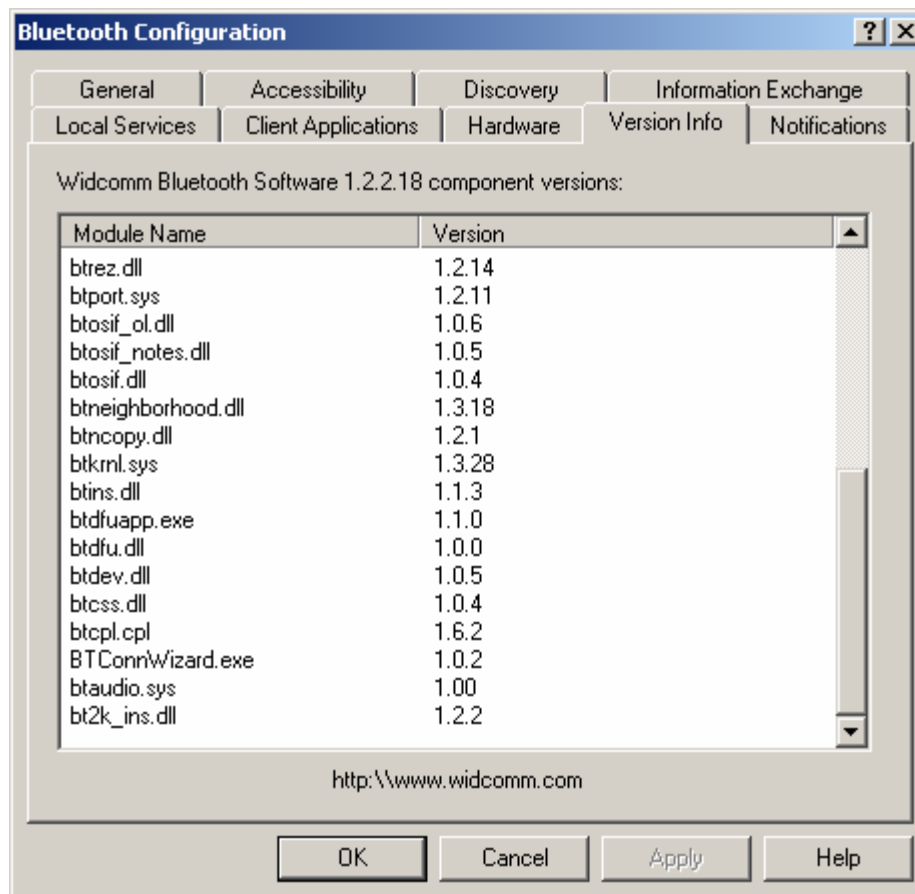 Bluetooth Configuration
General Accessibility Discovery Information Exchange
Local Services Client Applications Hardware Version Info Notifications
Widcomm Bluetooth Software 1.2.2.18 component versions:
Module Name Version
btrez.dll 1.2.14
btport.sys 1.2.11
btosif_ol.dll 1.0.6
btosif_notes.dll 1.0.5
btosif.dll 1.0.4
btneighborhood.dll 1.3.18
btncopy.dll 1.2.1
btkrnl.sys 1.3.28
btins.dll 1.1.3
btdfuapp.exe 1.1.0
btdfu.dll 1.0.0
btdev.dll 1.0.5
btcss.dll 1.0.4
btcpl.cpl 1.6.2
BTConnWizard.exe 1.0.2
btaudio.sys 1.00
bt2k_ins.dll 1.2.2
http:\\www.widcomm.com
OK Cancel Apply Help